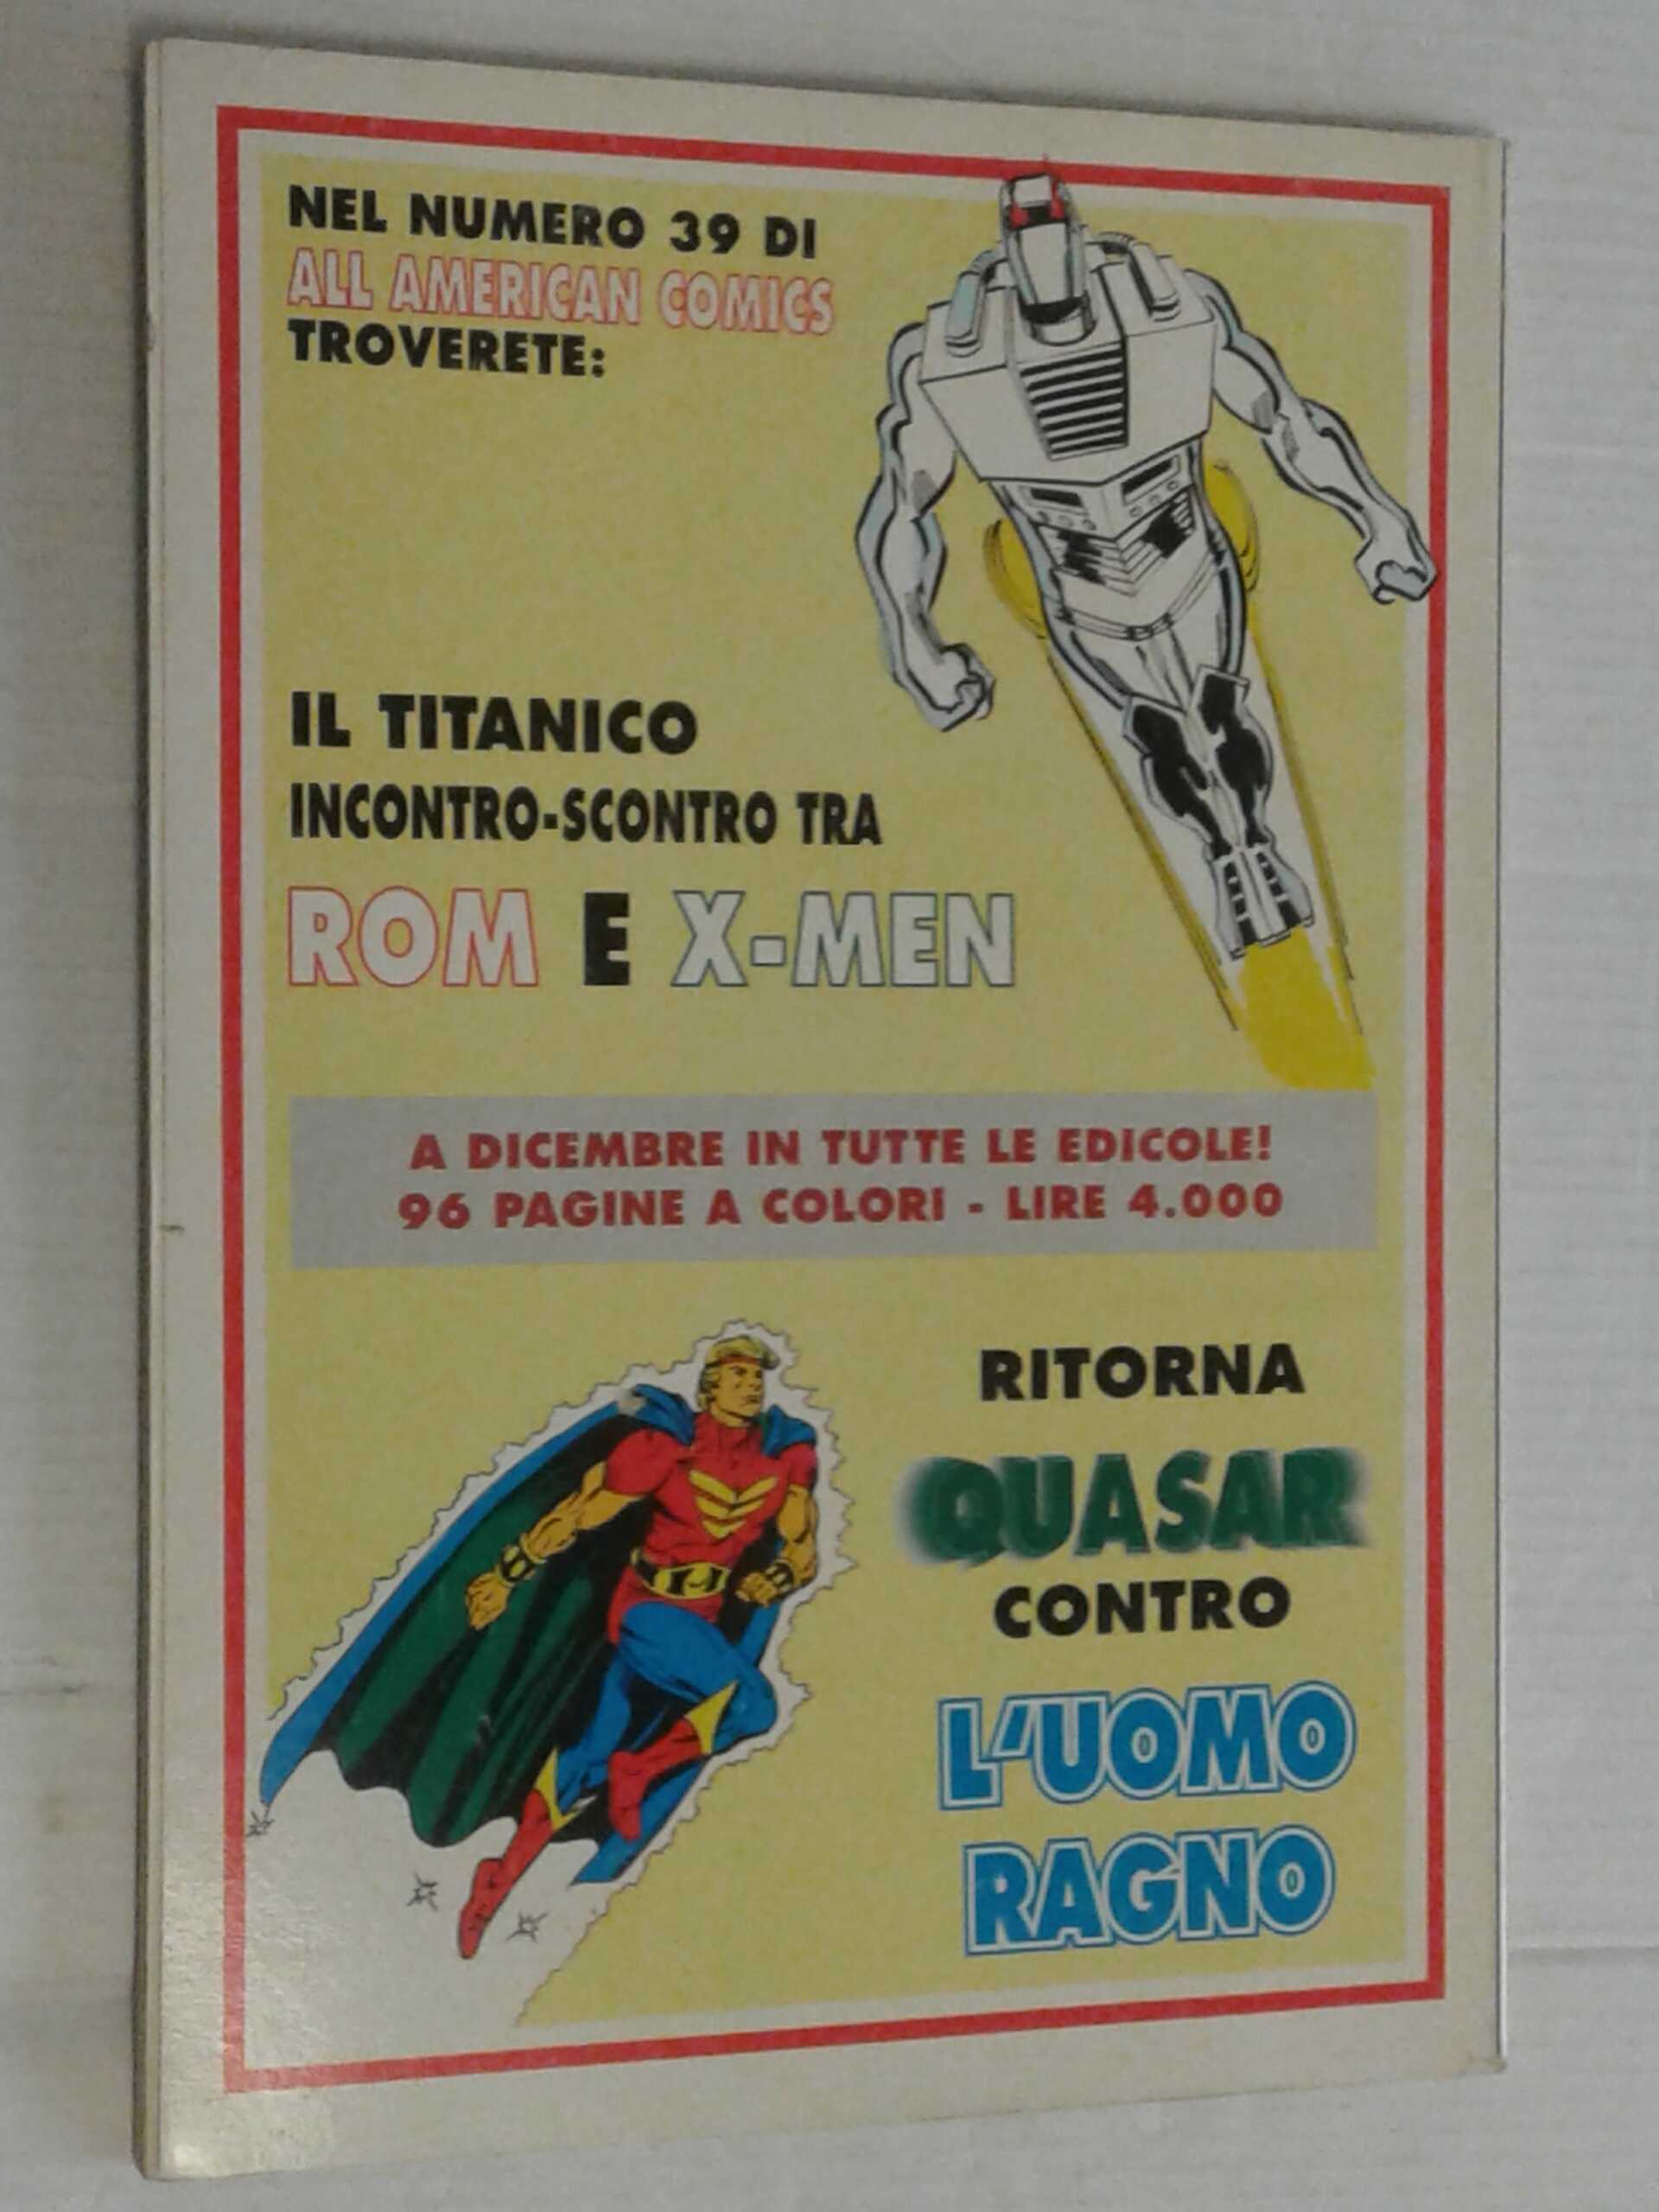 NEL NUMERO 39 DI
ALL AMERICAN COMICS
TROVERETE:
IL TITANICO
INCONTRO-SCONTRO TRA
ROM E X-MEN
A DICEMBRE IN TUTTE LE EDICOLE!
96 PAGINE A COLORI - LIRE 4.000
RITORNA
QUASAR
CONTRO
L'UOMO
RAGNO